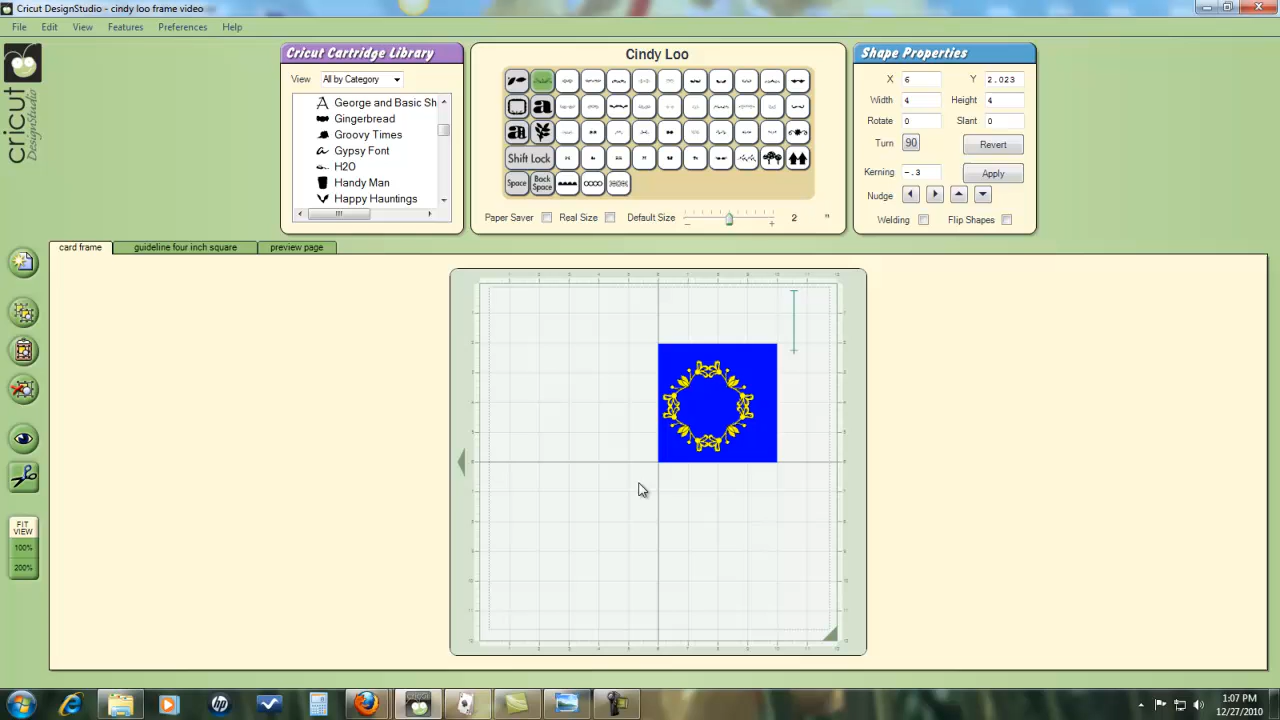 Cricut DesignStudio - cindy loo frame video
File Edit View Features Preferences Help
cricut DesignStudio
Cricut Cartridge Library
View All by Category
George and Basic Sh
Gingerbread
Groovy Times
Gypsy Font
H2O
Handy Man
Happy Hauntings
Cindy Loo
Shift Lock
Space Back Space
Paper Saver Real Size Default Size 2 "
Shape Properties
X 6 Y 2.023
Width 4 Height 4
Rotate 0 Slant 0
Turn 90 Revert
Kerning -.3 Apply
Nudge
Welding Flip Shapes
card frame guideline four inch square preview page
FIT VIEW
100%
200%
1:07 PM
12/27/2010